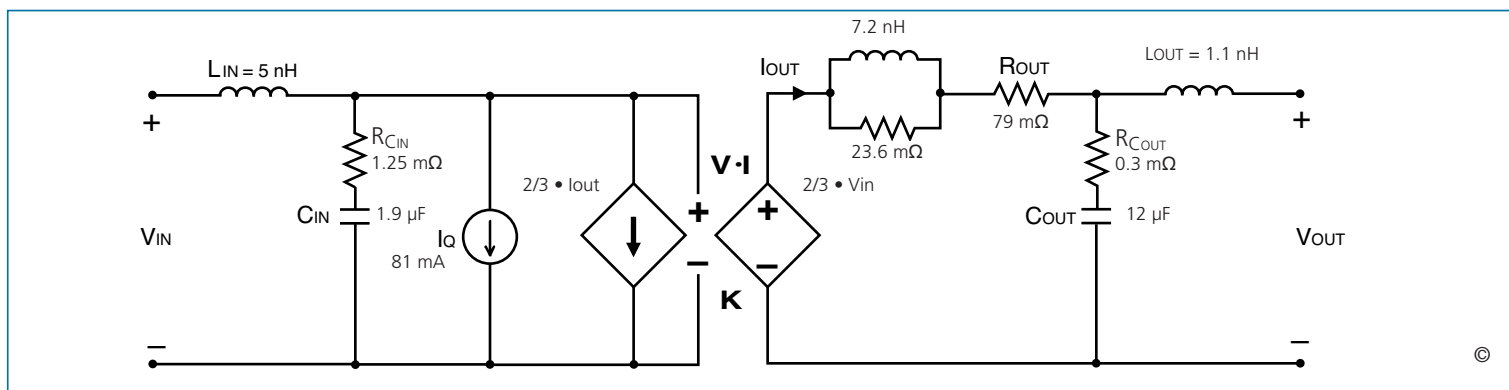 7.2 nH
LOUT = 1.1 nH
LIN = 5 nH
IOUT
ROUT
+
+
RCIN
1.25 mΩ
79 mΩ
RCOUT
0.3 mΩ
23.6 mΩ
V•I
2/3 • Iout
2/3 • Vin
CIN
1.9 µF
+
+
COUT
12 µF
VIN
IQ
81 mA
VOUT
–
–
K
–
–
©